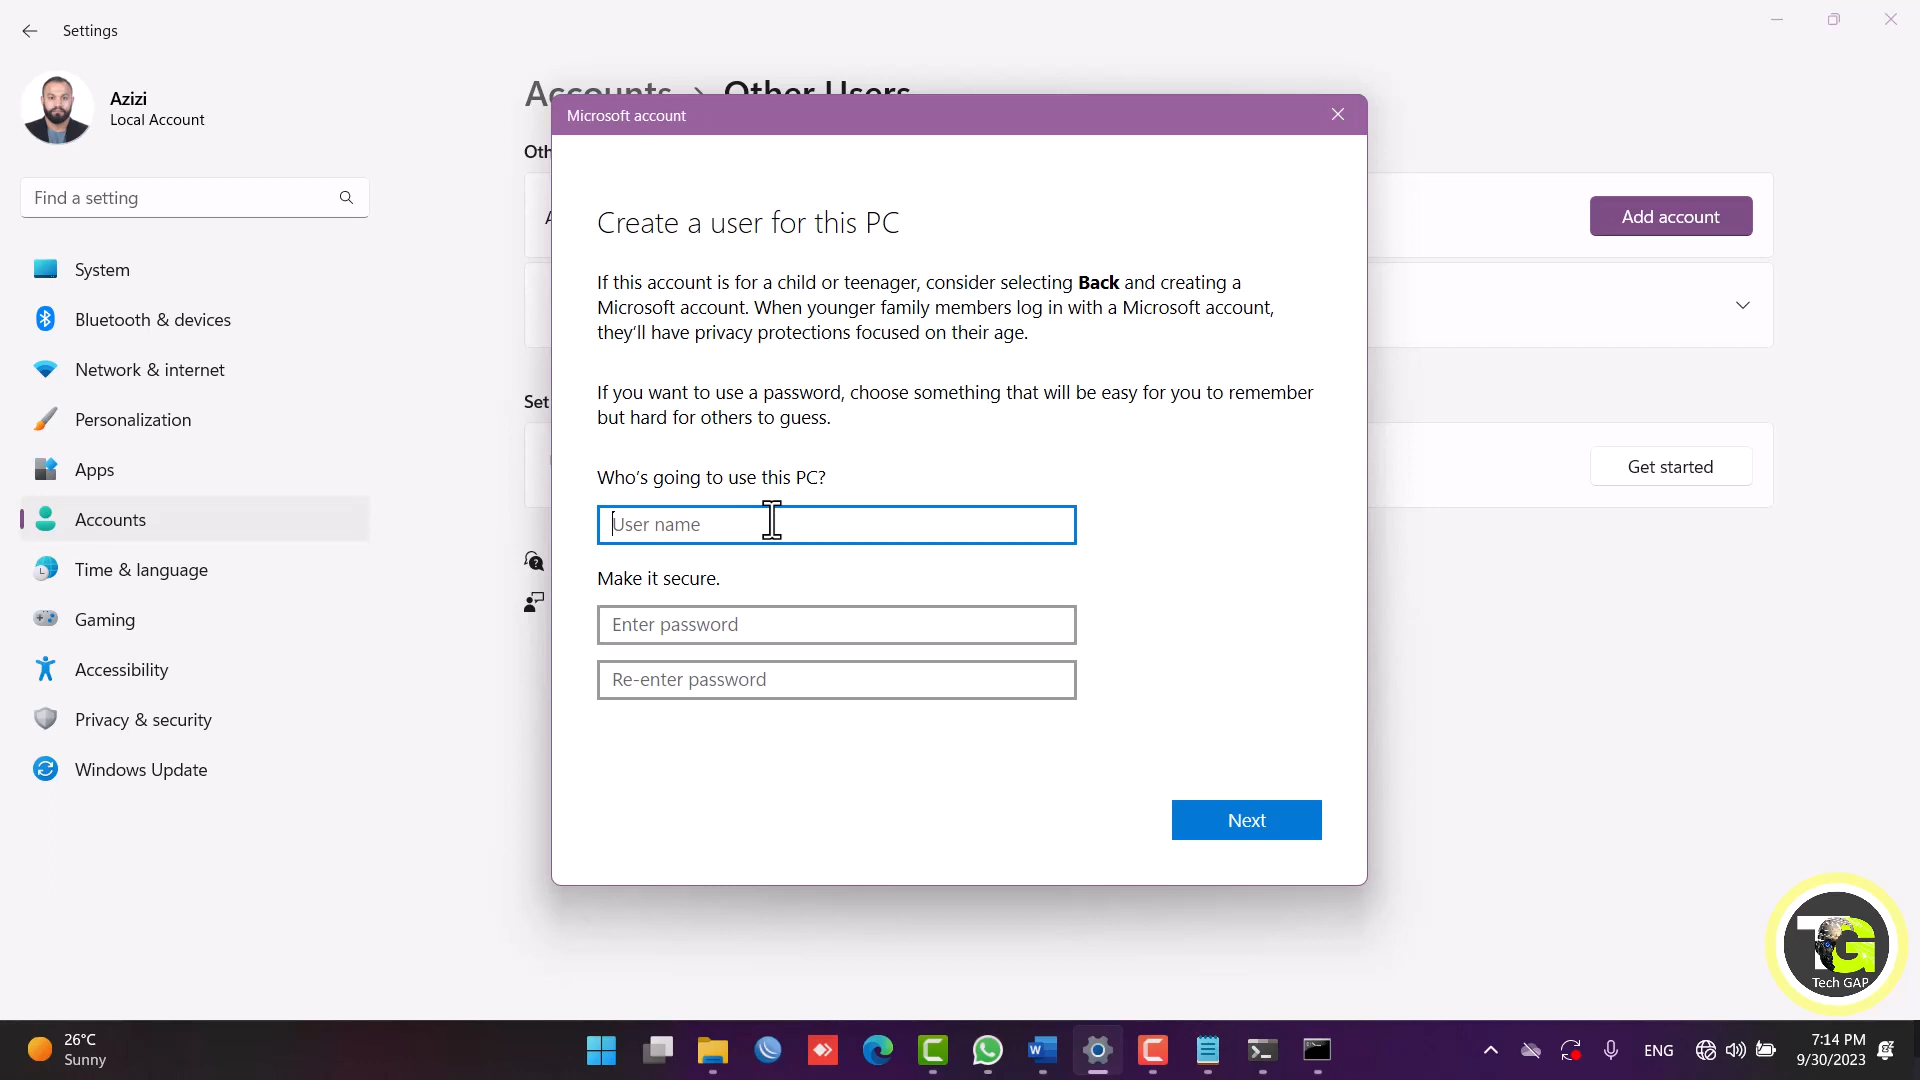 Settings
Azizi
Local Account
Find a setting
System
Bluetooth & devices
Network & internet
Personalization
Apps
Accounts
Time & language
Gaming
Accessibility
Privacy & security
Windows Update
Accounts > Other Users
Oth
Add account
Set
Get started
Microsoft account
Create a user for this PC
If this account is for a child or teenager, consider selecting Back and creating a
Microsoft account. When younger family members log in with a Microsoft account,
they'll have privacy protections focused on their age.
If you want to use a password, choose something that will be easy for you to remember
but hard for others to guess.
Who's going to use this PC?
User name
Make it secure.
Enter password
Re-enter password
Next
TG
Tech GAP
26°C
Sunny
ENG
7:14 PM
9/30/2023